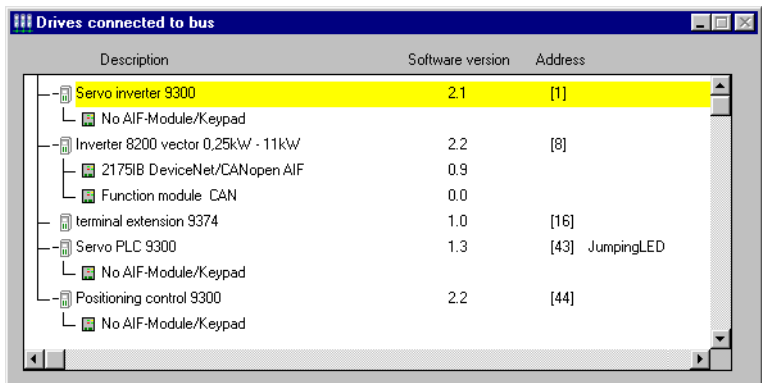 Drives connected to bus
Description Software version Address
Servo inverter 9300 2.1 [1]
No AIF-Module/Keypad
Inverter 8200 vector 0,25kW - 11kW 2.2 [8]
2175IB DeviceNet/CANopen AIF 0.9
Function module CAN 0.0
terminal extension 9374 1.0 [16]
Servo PLC 9300 1.3 [43] JumpingLED
No AIF-Module/Keypad
Positioning control 9300 2.2 [44]
No AIF-Module/Keypad